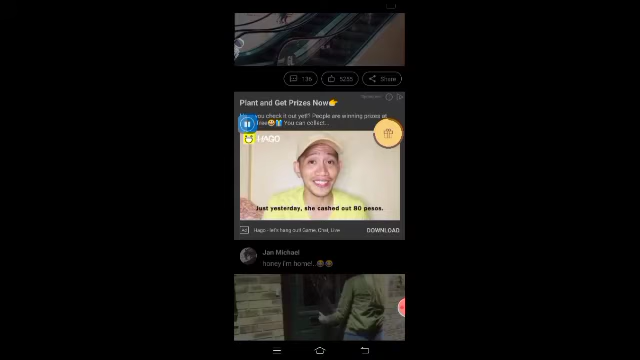 136
5255
Share
Plant and Get Prizes Now👉
you check it out yet!! People are winning prizes at
You can collect...
HAGO
Just yesterday, she cashed out 80 pesos.
Ad
Hago - let's hang out! Game, Chat, Live
DOWNLOAD
Jan Michael
honey i'm home!..😂😂